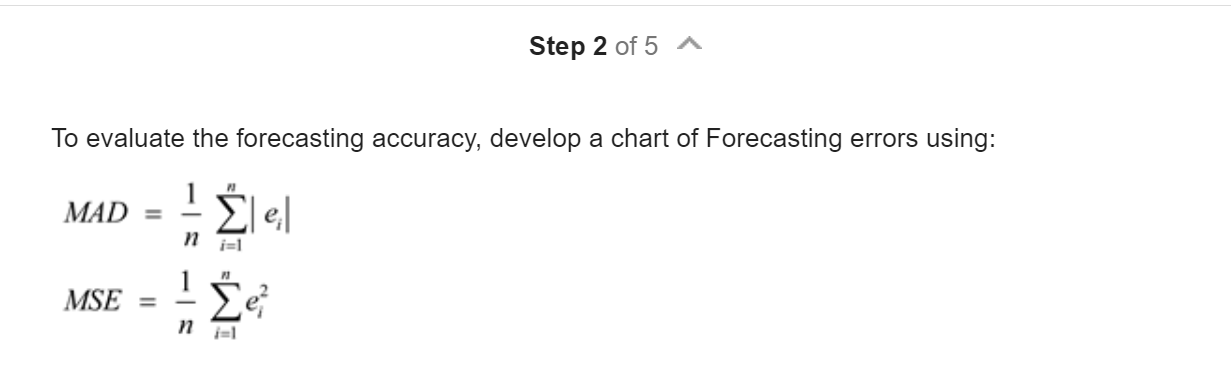 Step 2 of 5
To evaluate the forecasting accuracy, develop a chart of Forecasting errors using:
MAD = \frac{1}{n} \sum_{i=1}^{n} | e_i |
MSE = \frac{1}{n} \sum_{i=1}^{n} e_i^2